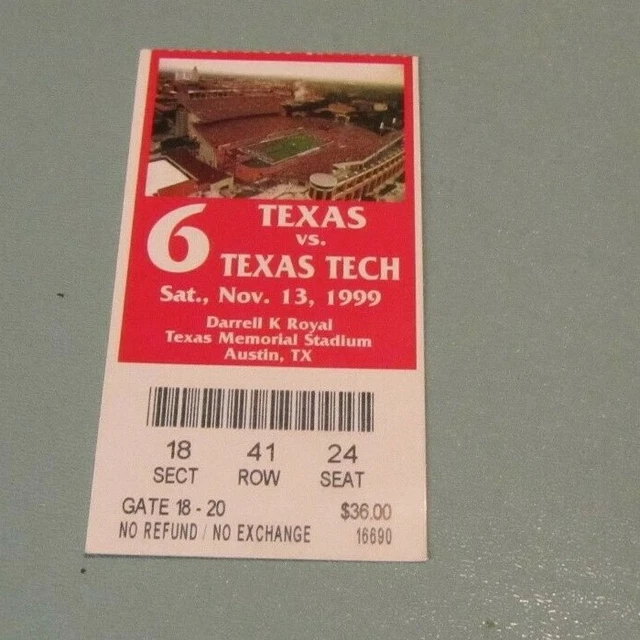 6
TEXAS
vs.
TEXAS TECH
Sat., Nov. 13, 1999
Darrell K Royal
Texas Memorial Stadium
Austin, TX
18 41 24
SECT ROW SEAT
GATE 18 - 20 $36.00
NO REFUND / NO EXCHANGE 16690